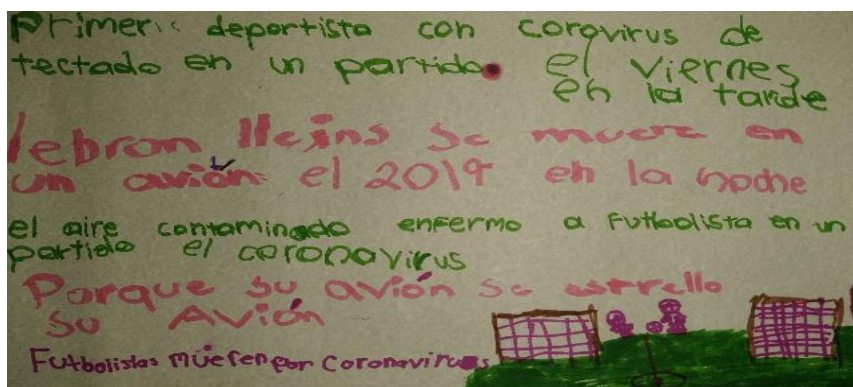 Primer deportista con coravirus de
tectado en un partido el viernes
en la tarde
lebron lleins se muere en
un avión el 2019 en la noche
el aire contaminado enfermo a futbolista en un
partido el coronavirus
Porque su avión se estrello
su Avión
Futbolistas mueren por Coronavirus